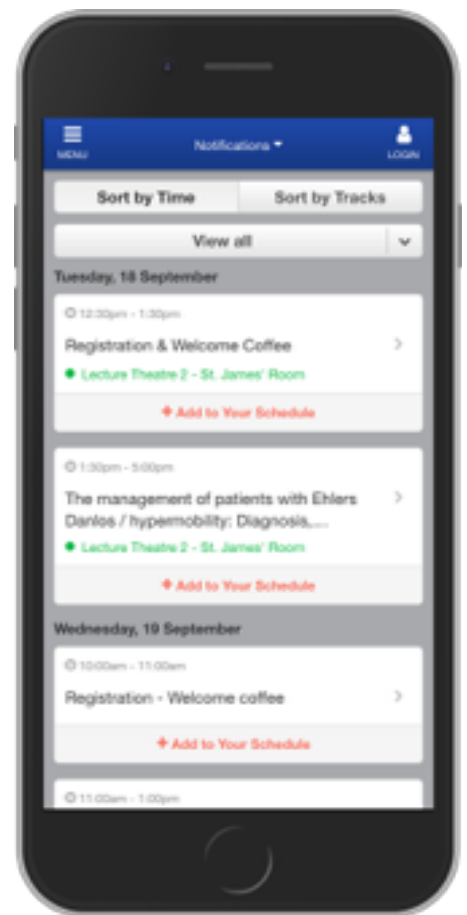 MENU
Notifications
LOGIN
Sort by Time
Sort by Tracks
View all
Tuesday, 18 September
12:30pm - 1:30pm
Registration & Welcome Coffee
Lecture Theatre 2 - St. James' Room
+ Add to Your Schedule
1:30pm - 5:00pm
The management of patients with Ehlers
Danlos / hypermobility: Diagnosis,....
Lecture Theatre 2 - St. James' Room
+ Add to Your Schedule
Wednesday, 19 September
10:00am - 11:00am
Registration - Welcome coffee
+ Add to Your Schedule
11:00am - 1:00pm